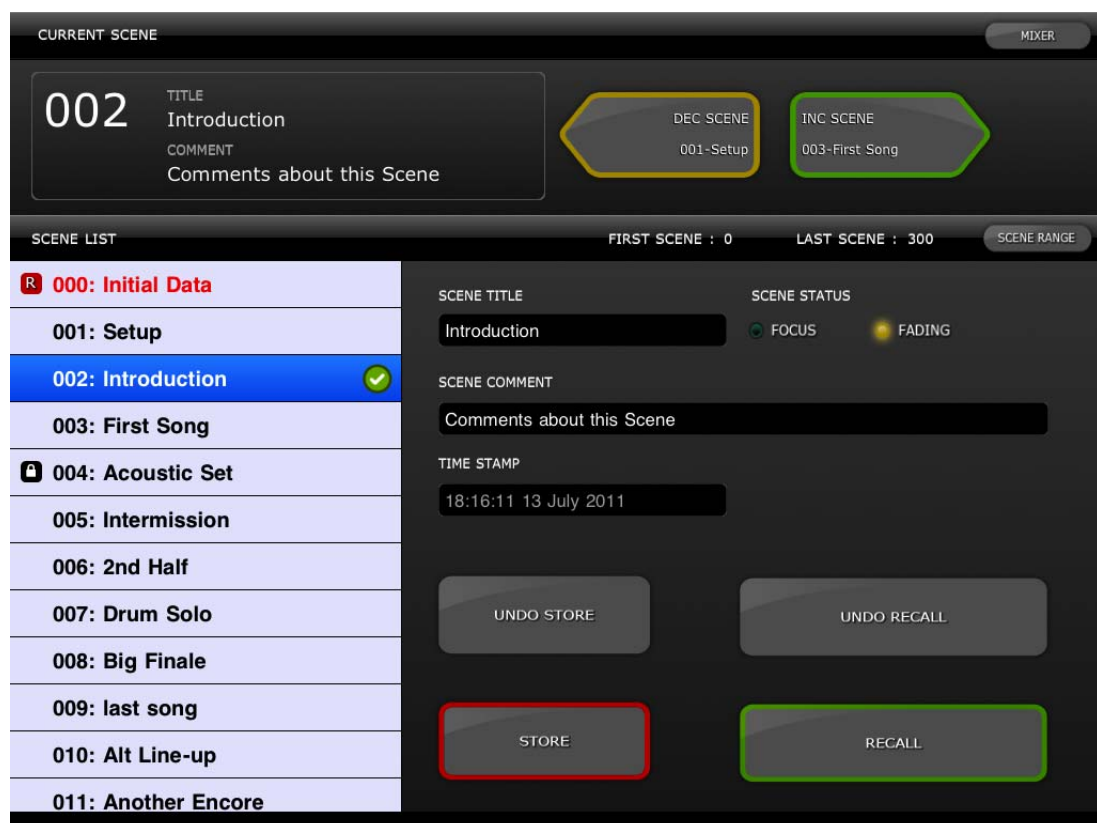 CURRENT SCENE
MIXER
002
TITLE
Introduction
COMMENT
Comments about this Scene
DEC SCENE
001-Setup
INC SCENE
003-First Song
SCENE LIST
FIRST SCENE : 0
LAST SCENE : 300
SCENE RANGE
R 000: Initial Data
001: Setup
002: Introduction
003: First Song
004: Acoustic Set
005: Intermission
006: 2nd Half
007: Drum Solo
008: Big Finale
009: last song
010: Alt Line-up
011: Another Encore
SCENE TITLE
Introduction
SCENE STATUS
FOCUS
FADING
SCENE COMMENT
Comments about this Scene
TIME STAMP
18:16:11 13 July 2011
UNDO STORE
UNDO RECALL
STORE
RECALL